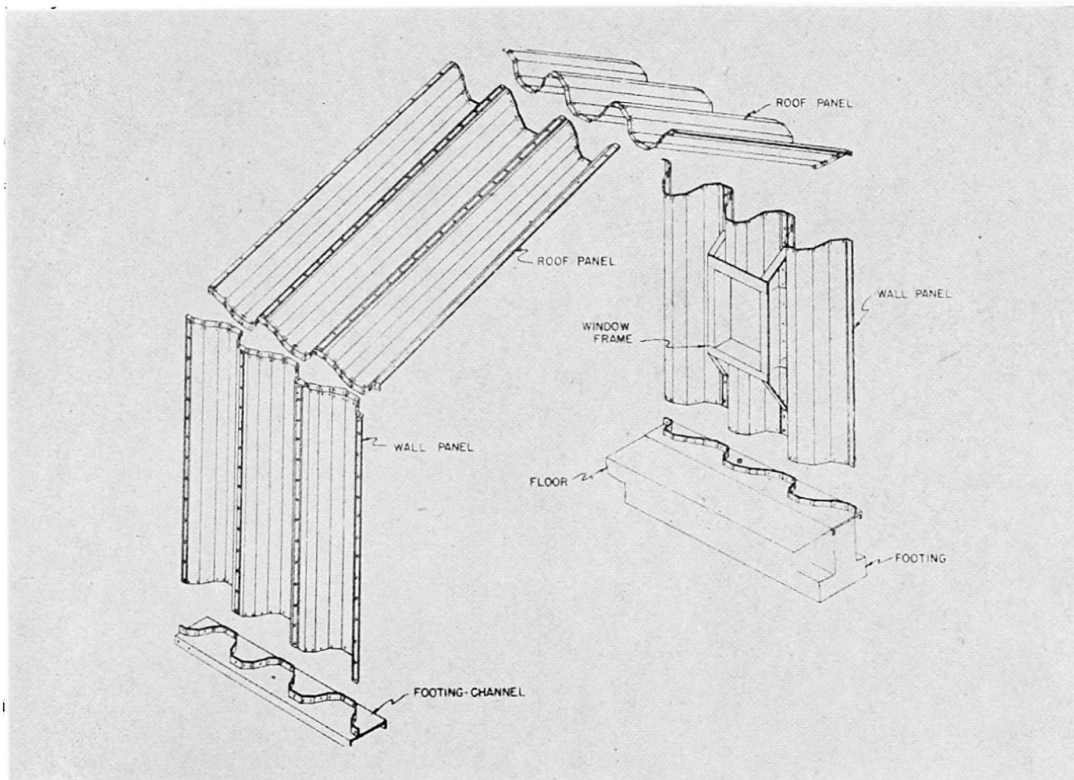 ROOF PANEL
ROOF PANEL
WALL PANEL
WINDOW
FRAME
WALL PANEL
FLOOR
FOOTING
FOOTING-CHANNEL